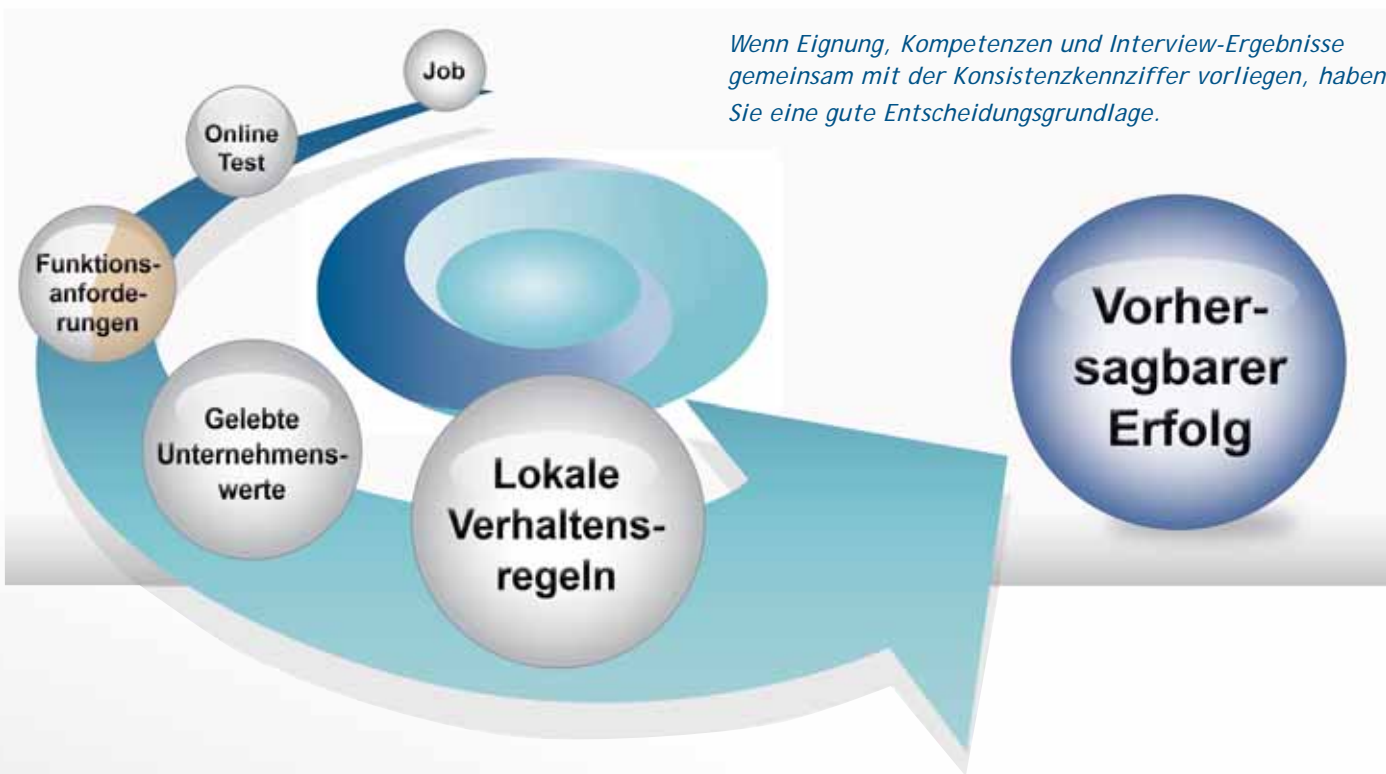 Wenn Eignung, Kompetenzen und Interview-Ergebnisse
gemeinsam mit der Konsistenzkennziffer vorliegen, haben
Sie eine gute Entscheidungsgrundlage.
Job
Online
Test
Funktions-
anforde-
rungen
Gelebte
Unternehmens-
werte
Lokale
Verhaltens-
regeln
Vorher-
sagbarer
Erfolg